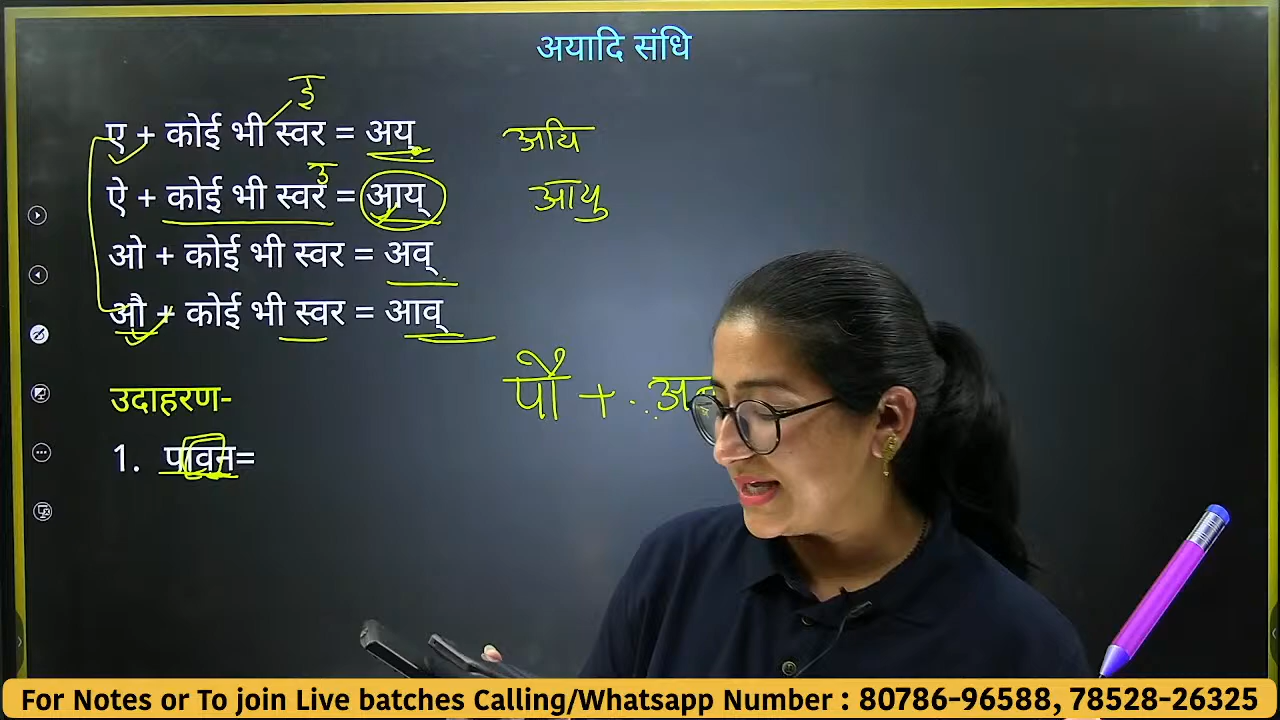 अयादि संधि
इ
ए + कोई भी स्वर = अय् अयि
उ
ऐ + कोई भी स्वर = आय् आयु
ओ + कोई भी स्वर = अव्
औ + कोई भी स्वर = आव्
पौ +
उदाहरण-
1. पावन=
For Notes or To join Live batches Calling/Whatsapp Number : 80786-96588, 78528-26325